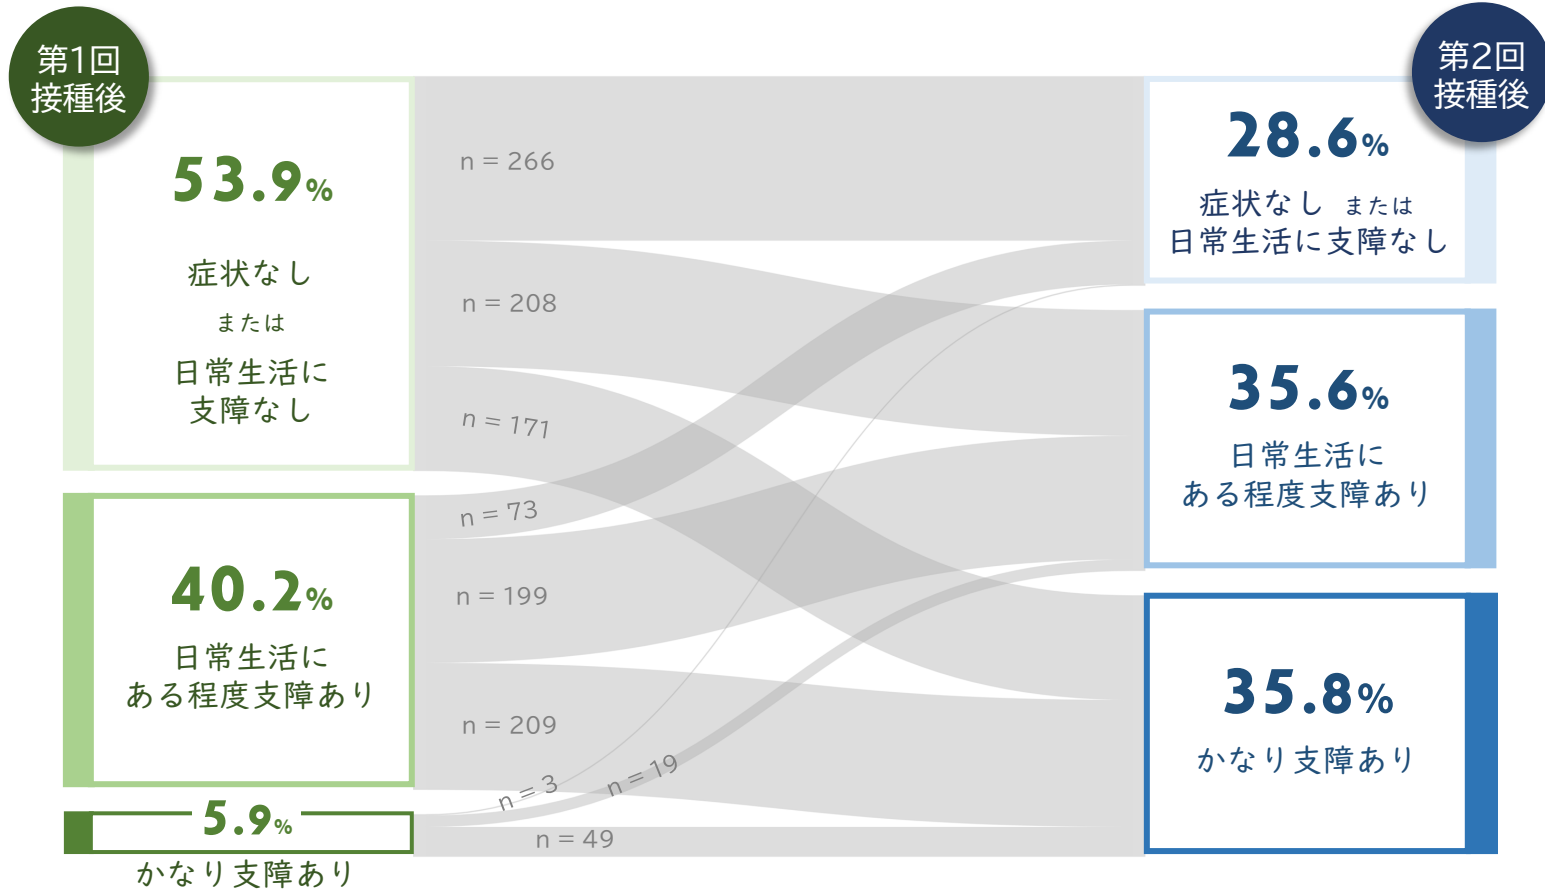 第1回
接種後
53.9%
症状なし
または
日常生活に
支障なし
40.2%
日常生活に
ある程度支障あり
5.9%
かなり支障あり
n = 266
n = 208
n = 171
n = 73
n = 199
n = 209
n = 3
n = 19
n = 49
第2回
接種後
28.6%
症状なし または
日常生活に支障なし
35.6%
日常生活に
ある程度支障あり
35.8%
かなり支障あり